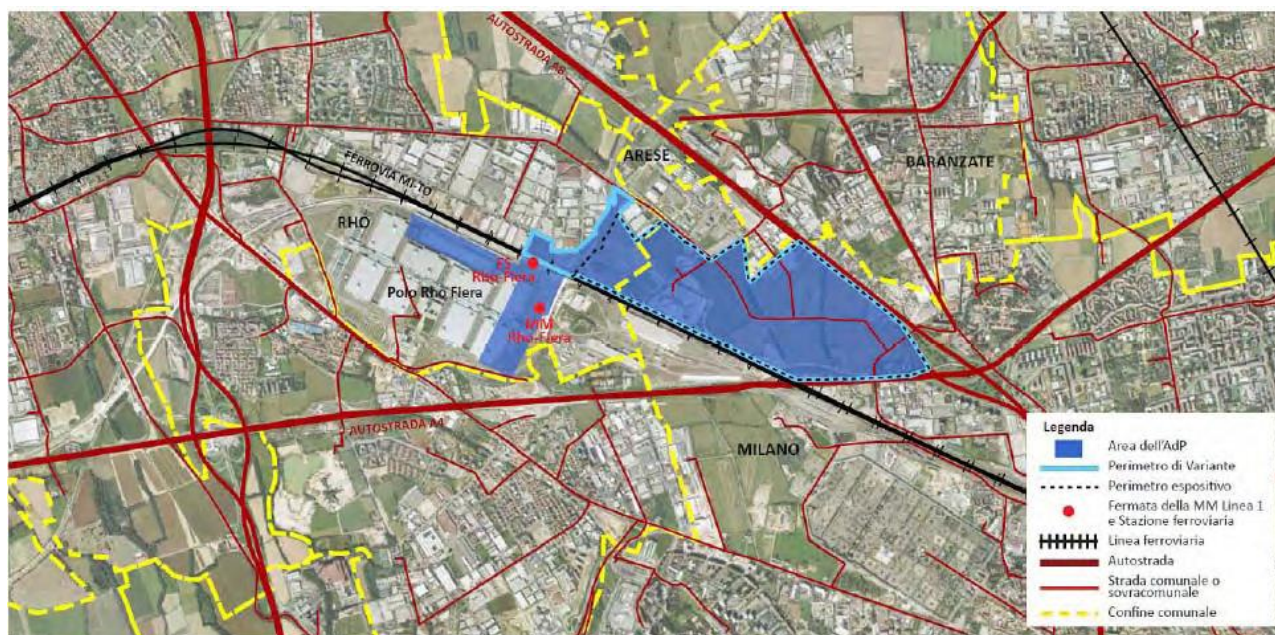 AUTOSTRADA A8
ARESE
BARANZATE
FERROVIA MI-TO
RHO
FS
Rho-Fiera
Polo Rho Fiera
MM
Rho-Fiera
AUTOSTRADA A4
MILANO
Legenda
Area dell'AdP
Perimetro di Variante
Perimetro espositivo
Fermata della MM Linea 1
e Stazione ferroviaria
Linea ferroviaria
Autostrada
Strada comunale o
sovracomunale
Confine comunale